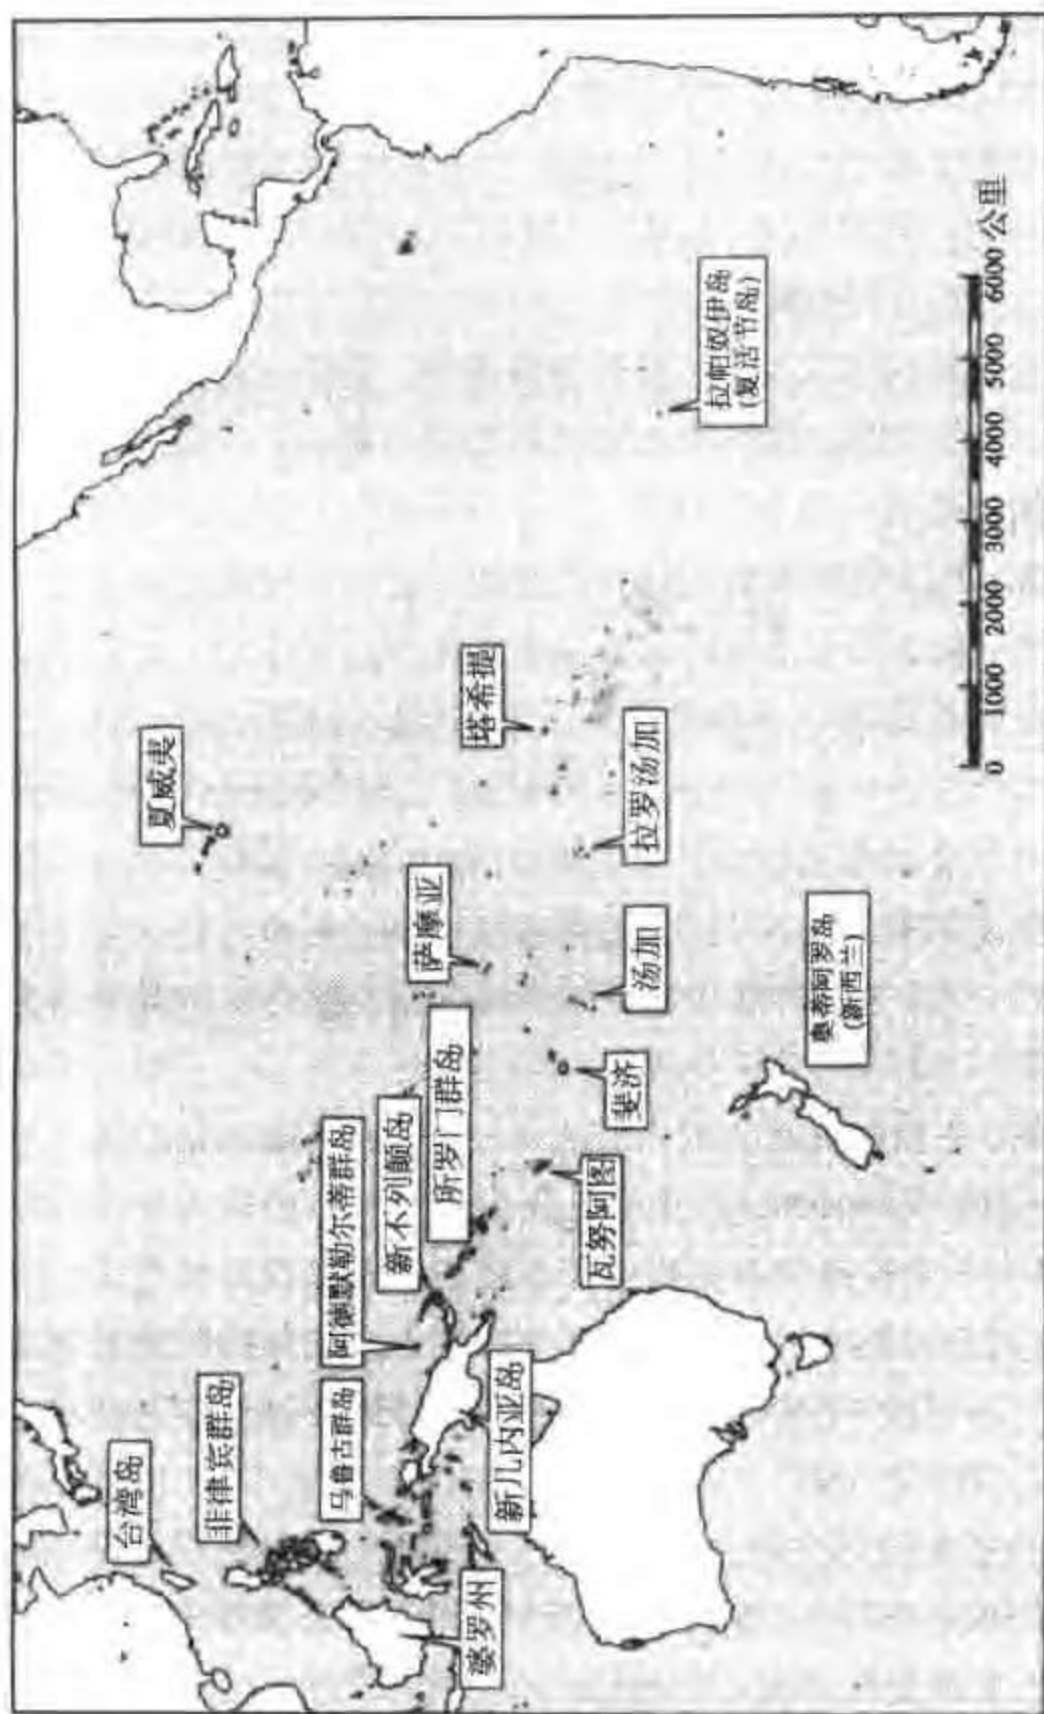 台湾岛
菲律宾群岛
马鲁古群岛
阿德默勒尔蒂群岛
新不列颠岛
所罗门群岛
萨摩亚
夏威夷
塔希提
婆罗州
新几内亚岛
瓦努阿图
斐济
汤加
拉罗汤加
奥蒂阿罗岛
(新西兰)
拉帕奴伊岛
(复活节岛)
0 1000 2000 3000 4000 5000 6000 公里